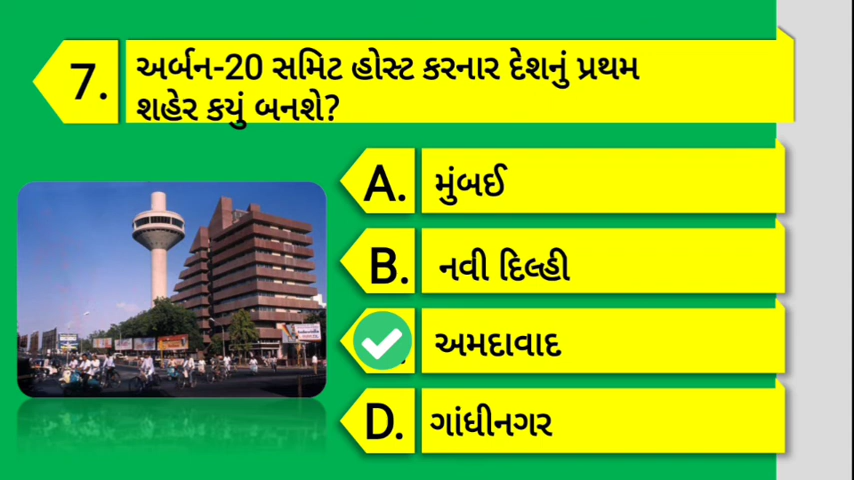 7.
અર્બન-20 સમિટ હોસ્ટ કરનાર દેશનું પ્રથમ
શહેર કયું બનશે?
A. મુંબઈ
B. નવી દિલ્હી
અમદાવાદ
D. ગાંધીનગર